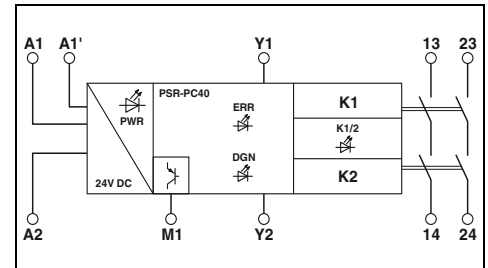 A1 A1' Y1 13 23
PSR-PC40
ERR
K1
PWR
K1/2
DGN
24V DC
K2
A2 M1 Y2 14 24